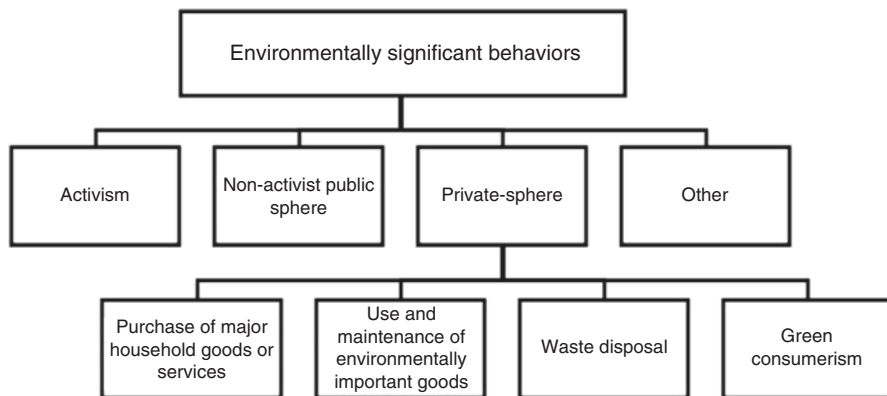 Environmentally significant behaviors
Activism
Non-activist public
sphere
Private-sphere
Other
Purchase of major
household goods or
services
Use and
maintenance of
environmentally
important goods
Waste disposal
Green
consumerism